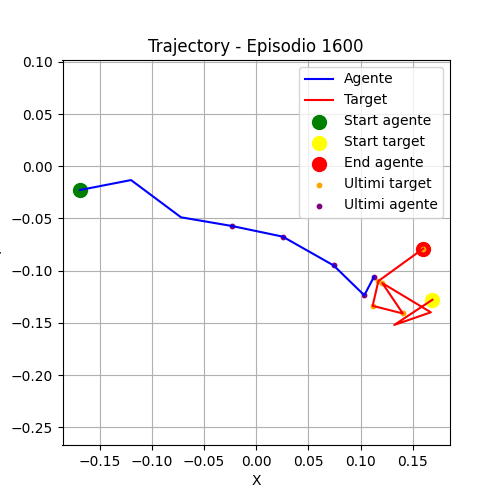 Trajectory - Episodio 1600
Agente
Target
Start agente
Start target
End agente
Ultimi target
Ultimi agente
0.10
0.05
0.00
−0.05
−0.10
−0.15
−0.20
−0.25
−0.15
−0.10
−0.05
0.00
0.05
0.10
0.15
X